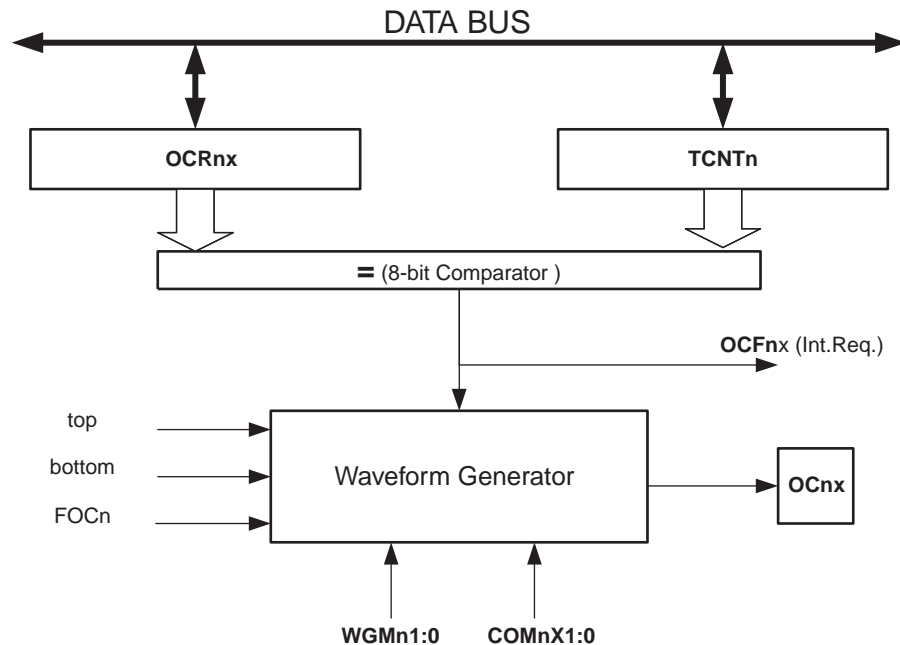 DATA BUS
OCRnx
TCNTn
= (8-bit Comparator )
OCFnx (Int.Req.)
top
bottom
FOCn
Waveform Generator
OCnx
WGMn1:0
COMnX1:0